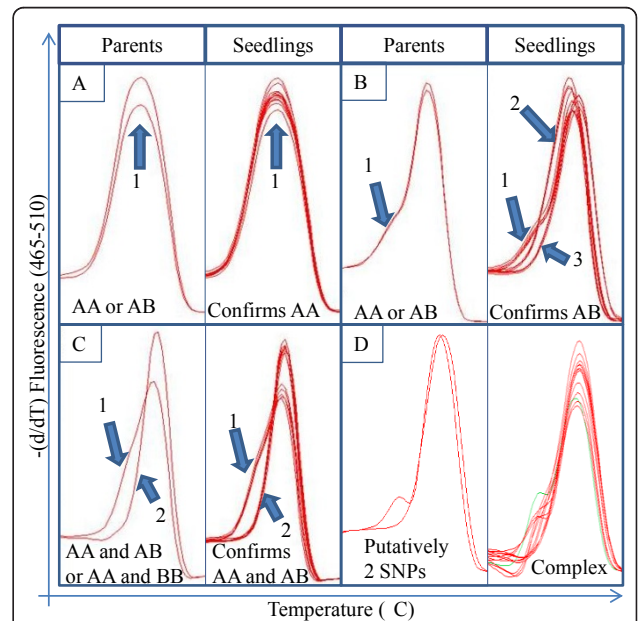 Parents
Seedlings
Parents
Seedlings
A
1
AA or AB
1
Confirms AA
B
1
AA or AB
2
1
3
Confirms AB
C
1
2
AA and AB
or AA and BB
1
2
Confirms
AA and AB
D
Putatively
2 SNPs
Complex
-(d/dT) Fluorescence (465-510)
Temperature ( C)